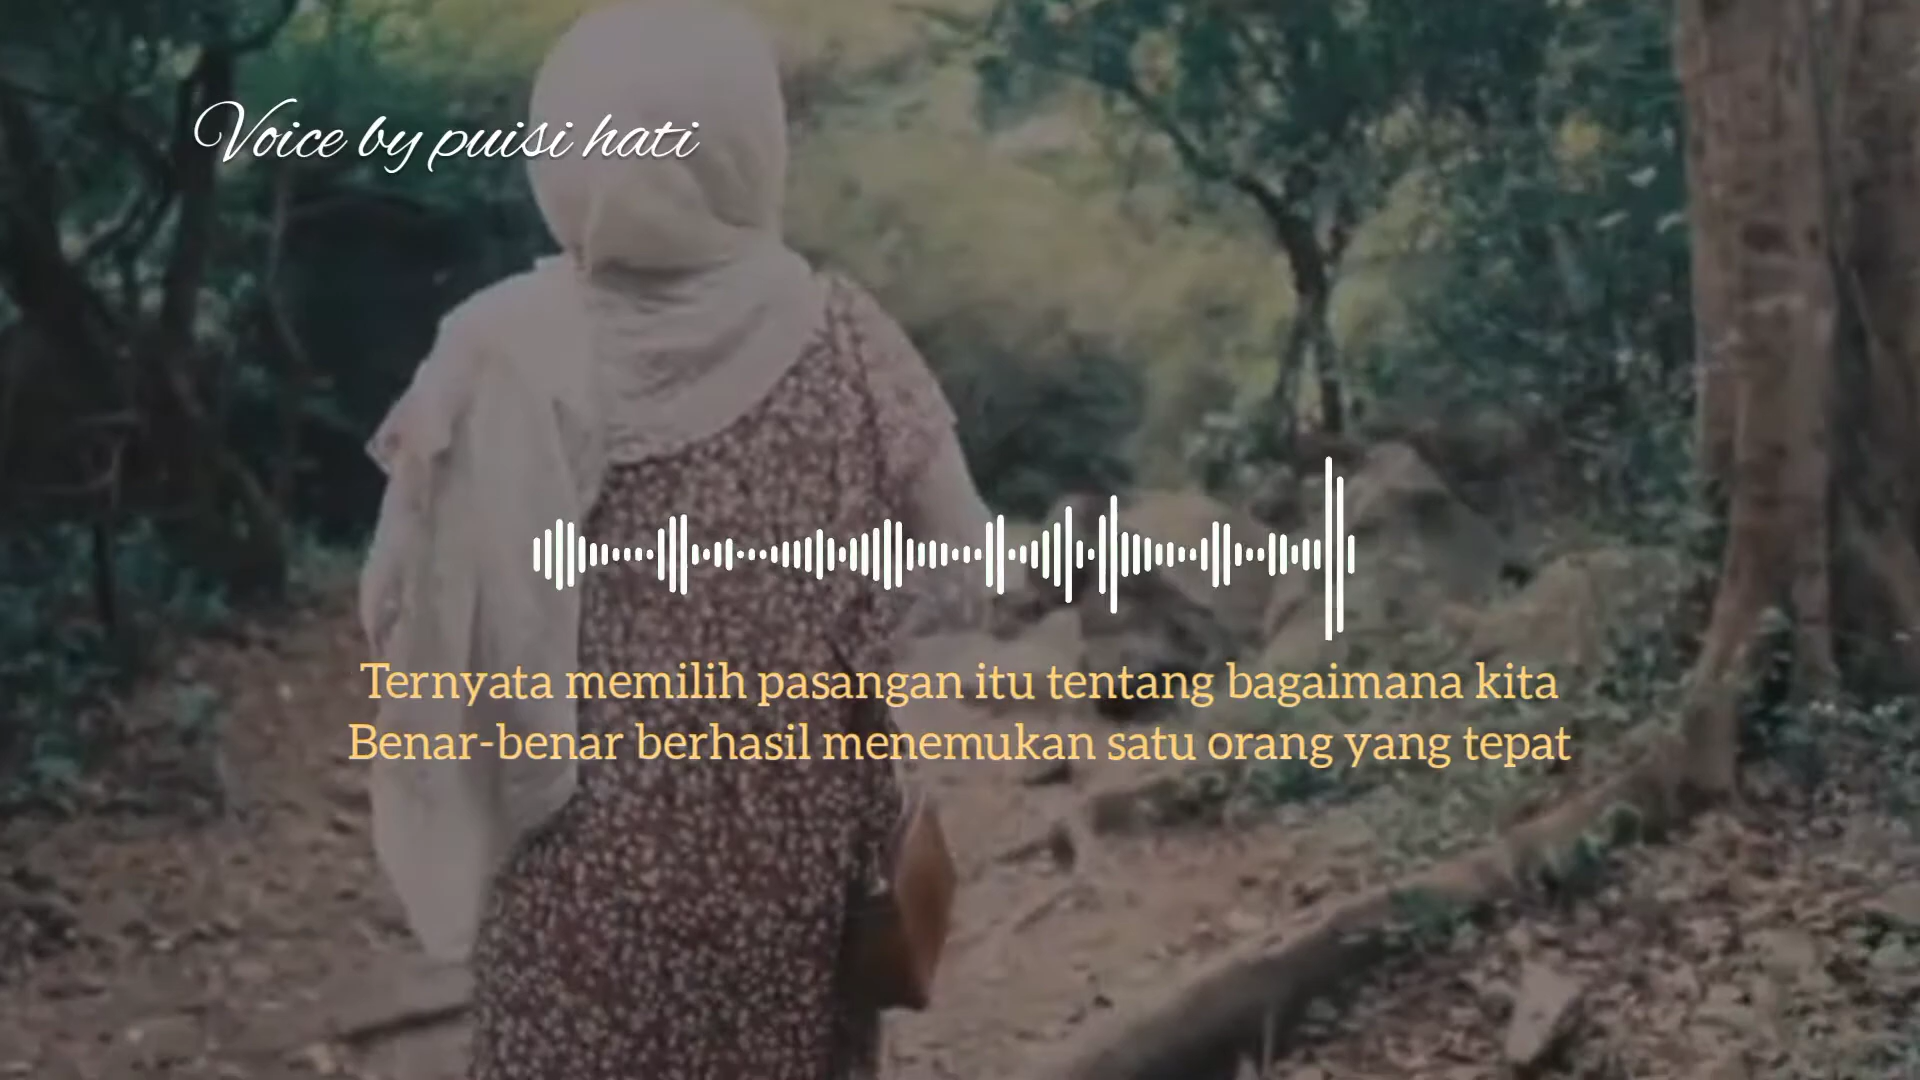 Voice by puisi hati
Ternyata memilih pasangan itu tentang bagaimana kita
Benar-benar berhasil menemukan satu orang yang tepat